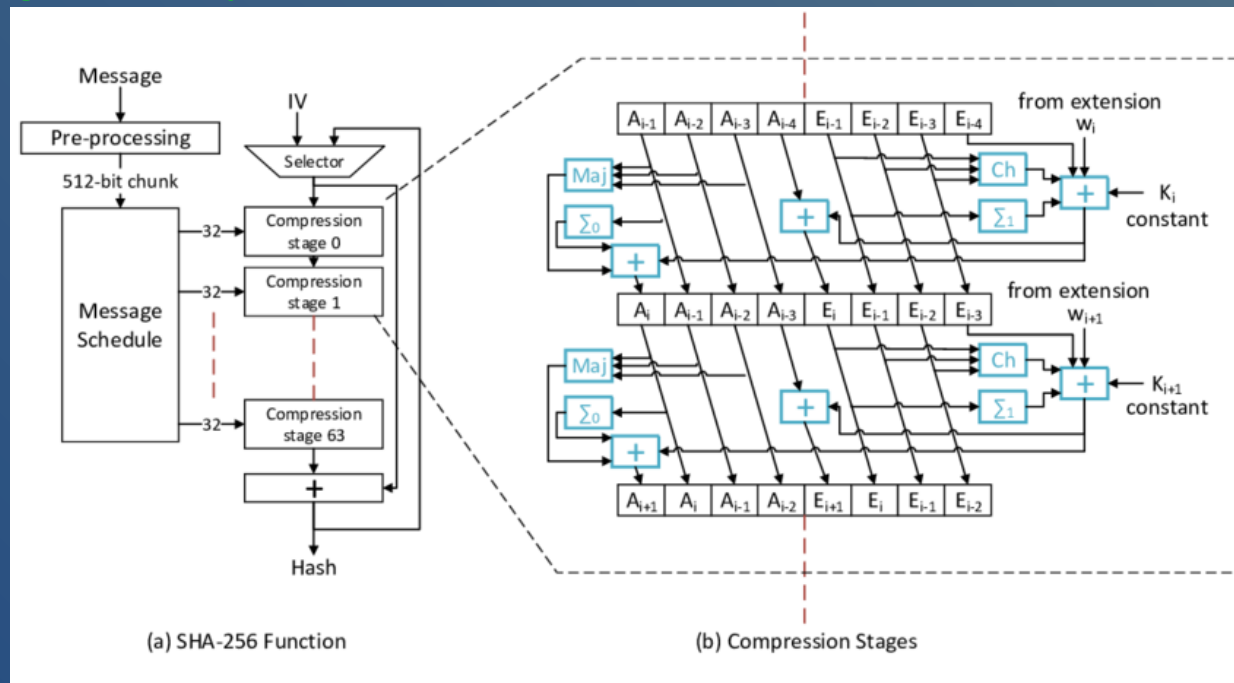 Message
Pre-processing
512-bit chunk
Message
Schedule
32
32
32
IV
Selector
Compression
stage 0
Compression
stage 1
Compression
stage 63
+
Hash
(a) SHA-256 Function
A_{i-1} A_{i-2} A_{i-3} A_{i-4} E_{i-1} E_{i-2} E_{i-3} E_{i-4}
from extension
w_i
Maj
Ch
+
K_i
constant
Σ_0
+
Σ_1
+
A_i A_{i-1} A_{i-2} A_{i-3} E_i E_{i-1} E_{i-2} E_{i-3}
from extension
w_{i+1}
Maj
Ch
+
K_{i+1}
constant
Σ_0
+
Σ_1
+
A_{i+1} A_i A_{i-1} A_{i-2} E_{i+1} E_i E_{i-1} E_{i-2}
(b) Compression Stages